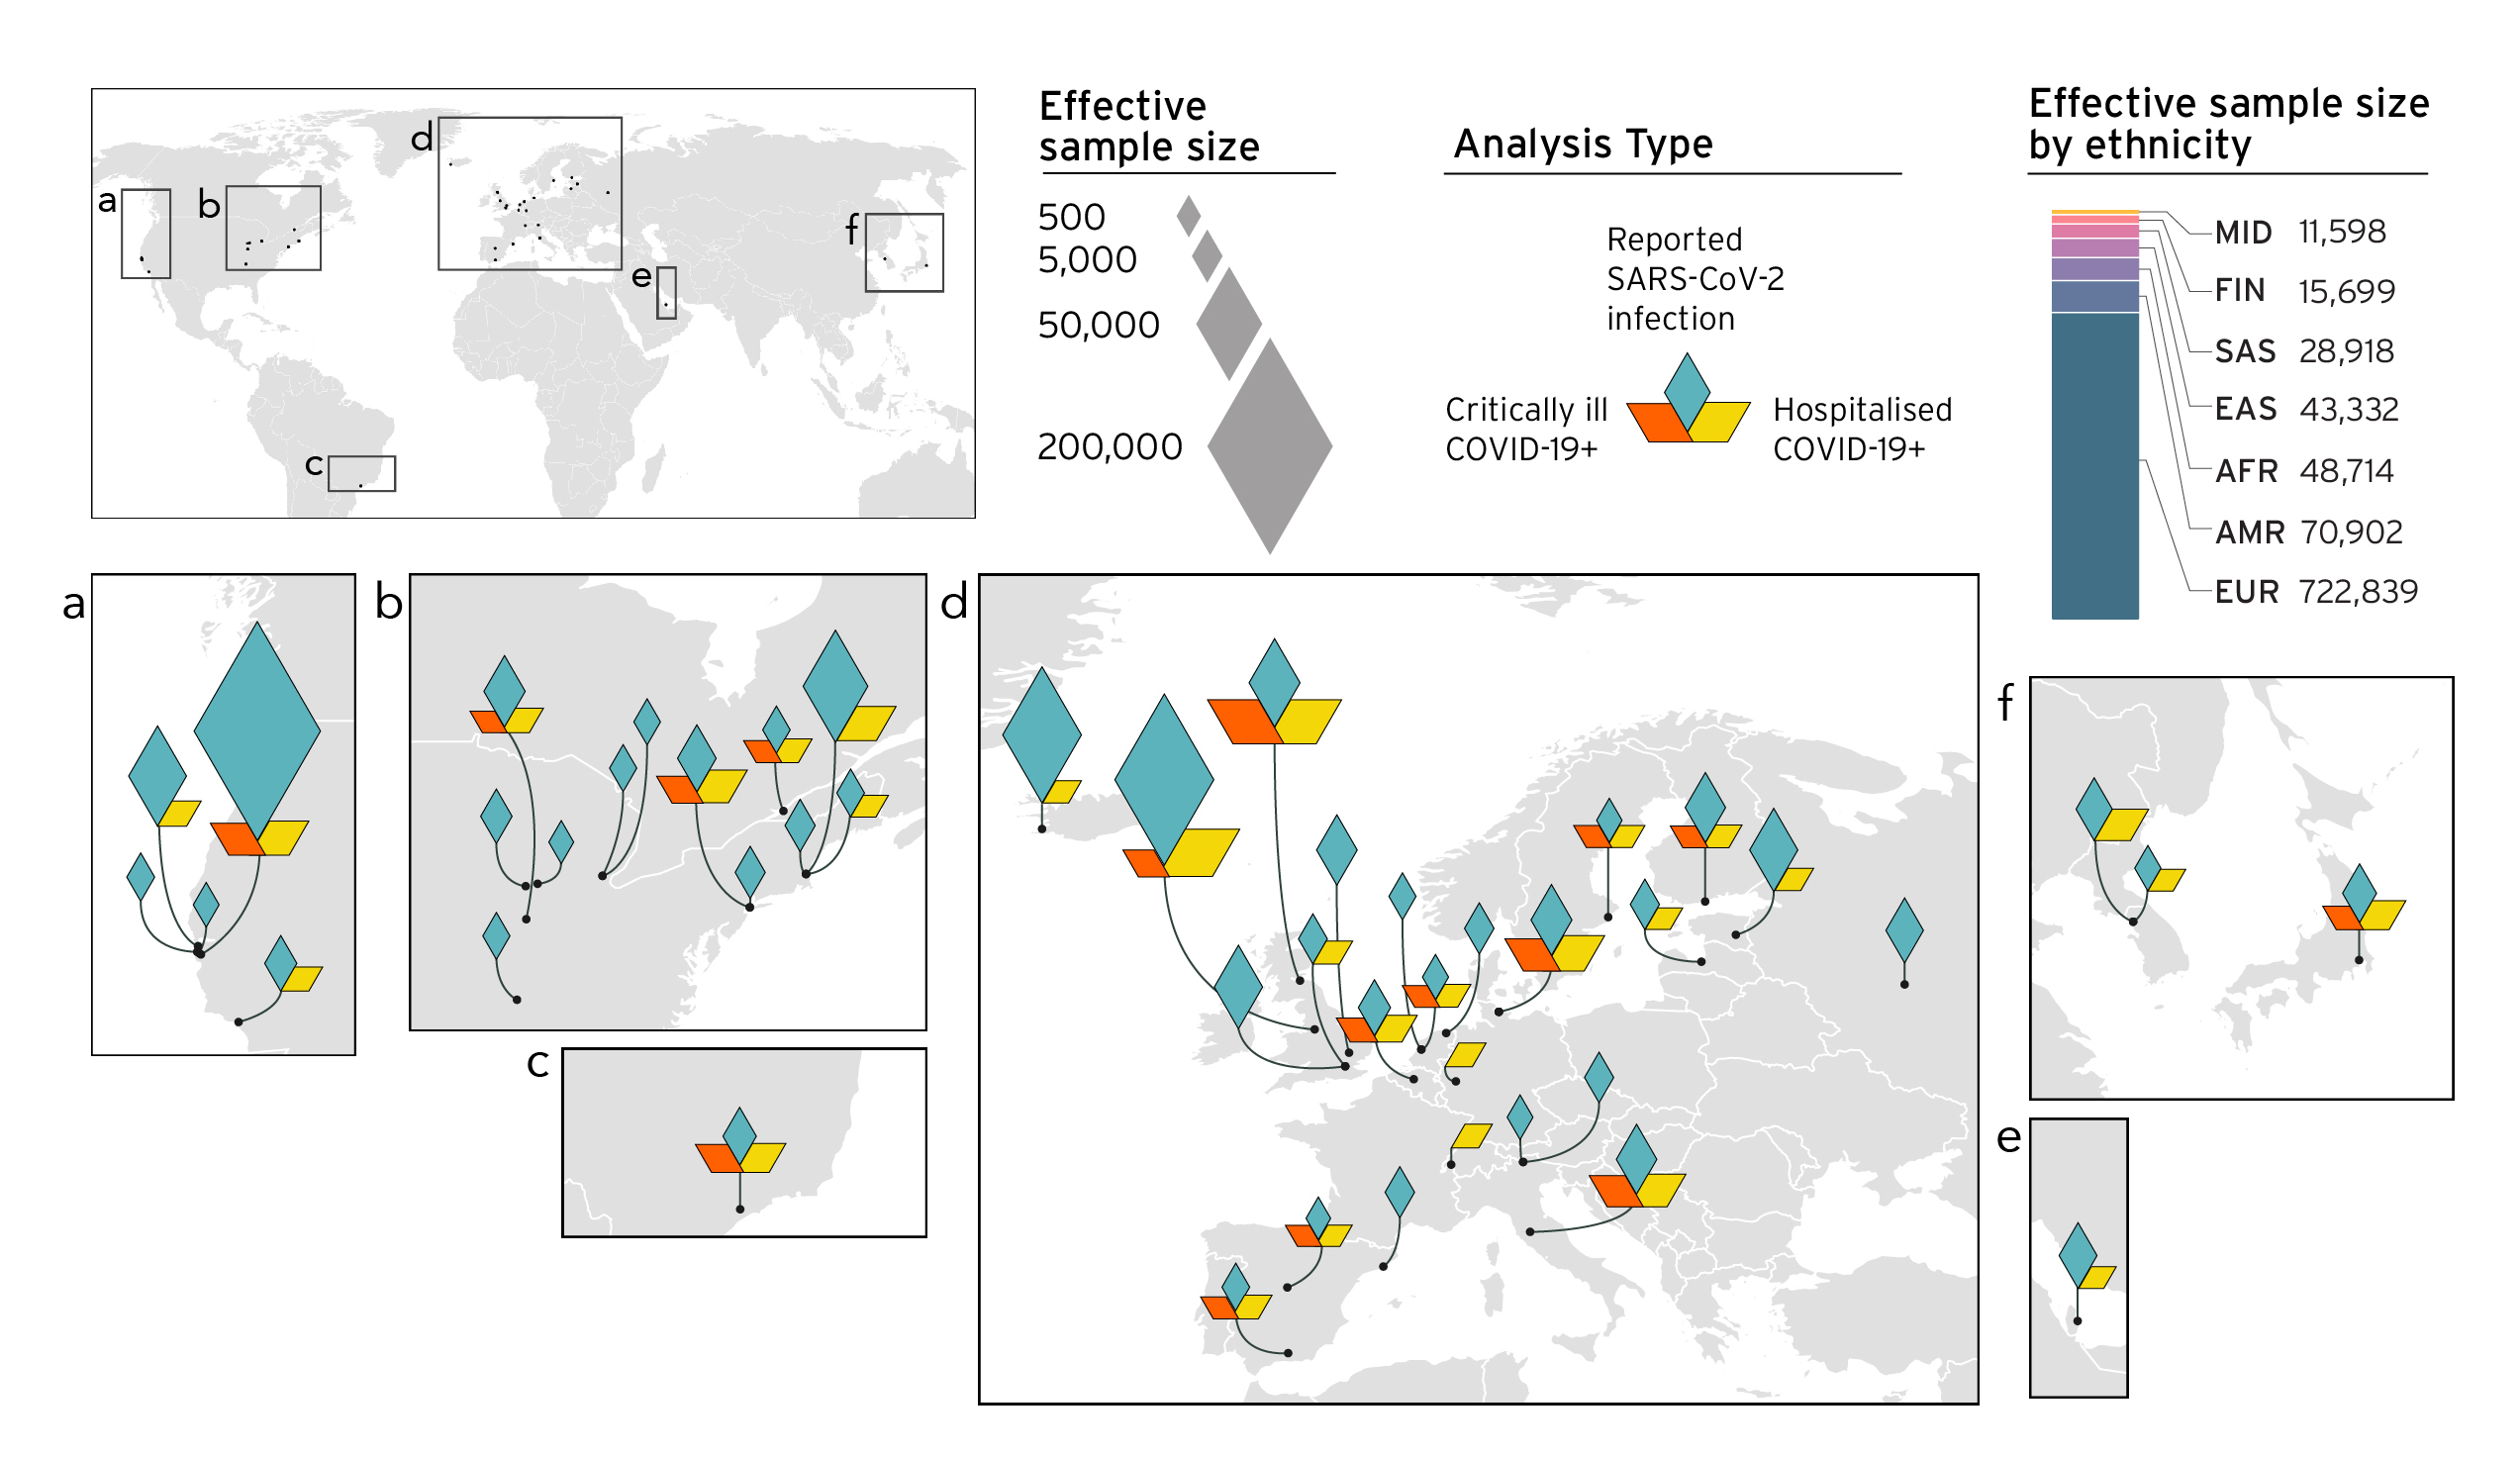 a
b
c
d
e
f
Effective
sample size
500
5,000
50,000
200,000
Analysis Type
Reported
SARS-CoV-2
infection
Critically ill
COVID-19+
Hospitalised
COVID-19+
Effective sample size
by ethnicity
MID 11,598
FIN 15,699
SAS 28,918
EAS 43,332
AFR 48,714
AMR 70,902
EUR 722,839
a
b
c
d
f
e